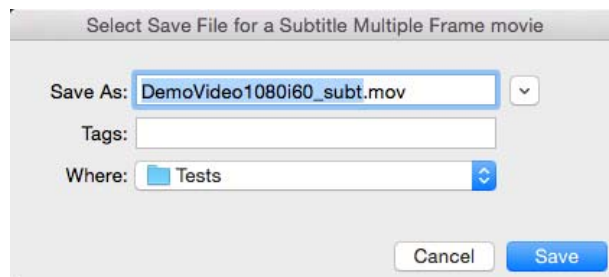 Select Save File for a Subtitle Multiple Frame movie
Save As: DemoVideo1080i60_subt.mov
Tags:
Where: Tests
Cancel Save